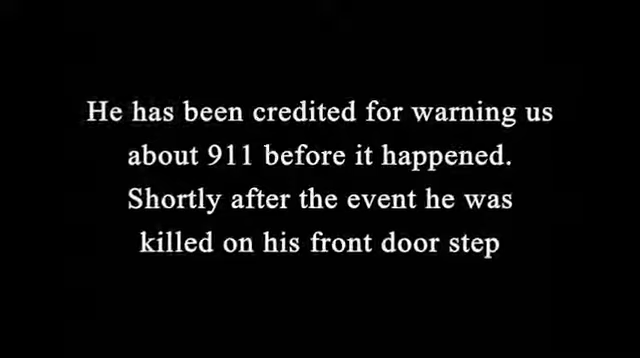 He has been credited for warning us
about 911 before it happened.
Shortly after the event he was
killed on his front door step